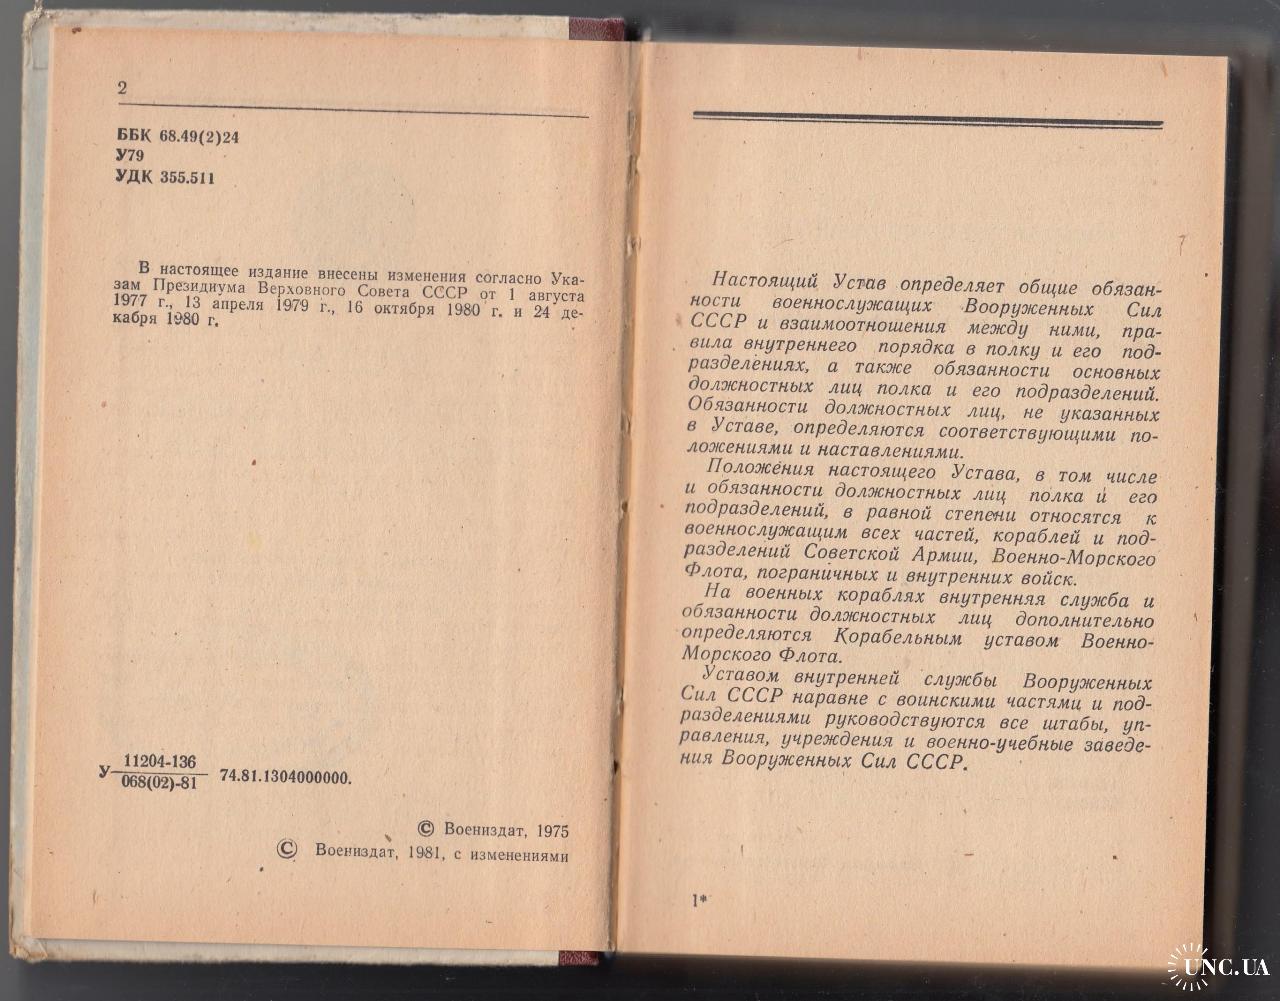 2
ББК 68.49(2)24
У79
УДК 355.511
В настоящее издание внесены изменения согласно Ука-
зам Президиума Верховного Совета СССР от 1 августа
1977 г., 13 апреля 1979 г., 16 октября 1980 г. и 24 де-
кабря 1980 г.
У 11204-136
068(02)-81 74.81.1304000000.
© Воениздат, 1975
© Воениздат, 1981, с изменениями
Настоящий Устав определяет общие обязан-
ности военнослужащих Вооруженных Сил
СССР и взаимоотношения между ними, пра-
вила внутреннего порядка в полку и его под-
разделениях, а также обязанности основных
должностных лиц полка и его подразделений.
Обязанности должностных лиц, не указанных
в Уставе, определяются соответствующими по-
ложениями и наставлениями.
Положения настоящего Устава, в том числе
и обязанности должностных лиц полка и его
подразделений, в равной степени относятся к
военнослужащим всех частей, кораблей и под-
разделений Советской Армии, Военно-Морского
Флота, пограничных и внутренних войск.
На военных кораблях внутренняя служба и
обязанности должностных лиц дополнительно
определяются Корабельным уставом Военно-
Морского Флота.
Уставом внутренней службы Вооруженных
Сил СССР наравне с воинскими частями и под-
разделениями руководствуются все штабы, уп-
равления, учреждения и военно-учебные заведе-
ния Вооруженных Сил СССР.
1*
UNC.UA